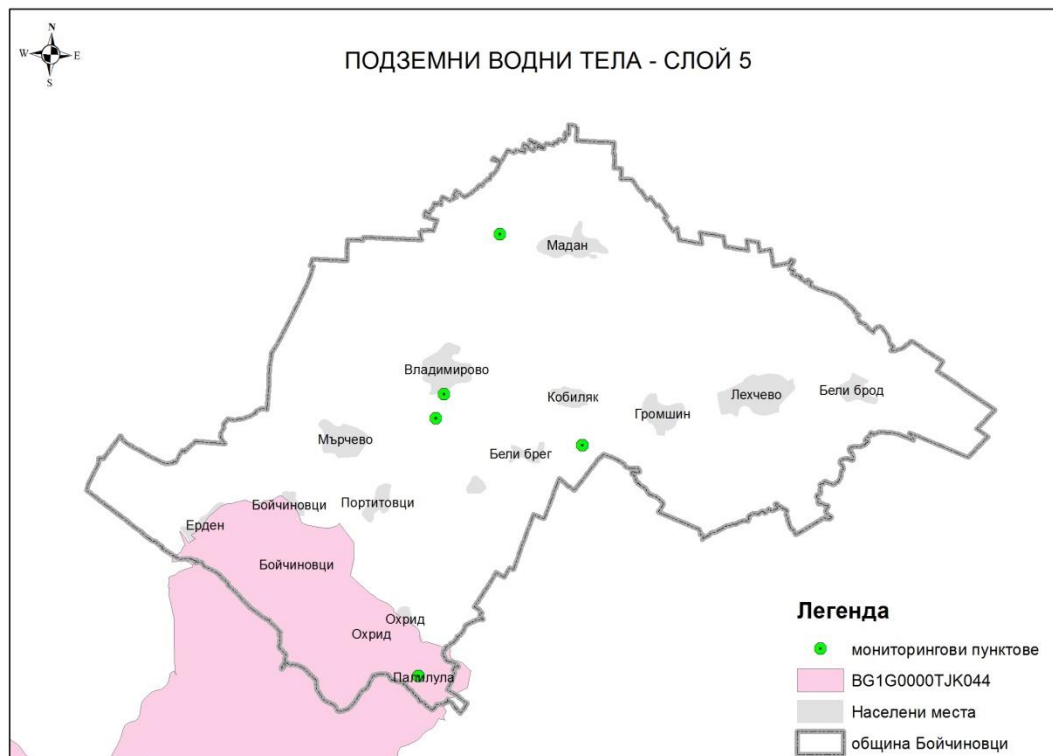 N
W E
S
ПОДЗЕМНИ ВОДНИ ТЕЛА - СЛОЙ 5
Мадан
Владимирово
Кобиляк
Громшин
Лехчево
Бели брод
Мърчево
Бели брег
Бойчиновци
Портитовци
Ерден
Бойчиновци
Охрид
Охрид
Палилула
Легенда
мониторингови пунктове
BG1G0000TJK044
Населени места
община Бойчиновци